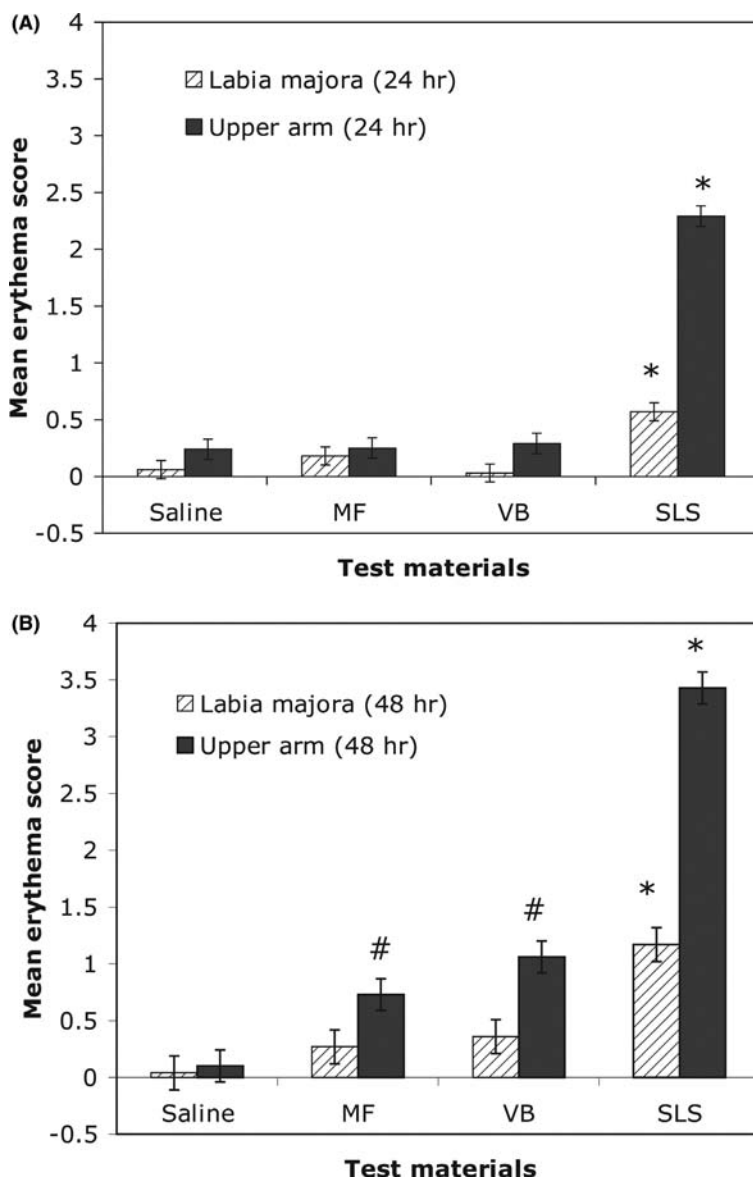 (A)
4
3.5
3
2.5
2
1.5
1
0.5
0
-0.5
Mean erythema score
Labia majora (24 hr)
Upper arm (24 hr)
*
*
Saline MF VB SLS
Test materials
(B)
4
3.5
3
2.5
2
1.5
1
0.5
0
-0.5
Mean erythema score
Labia majora (48 hr)
Upper arm (48 hr)
*
*
#
#
Saline MF VB SLS
Test materials